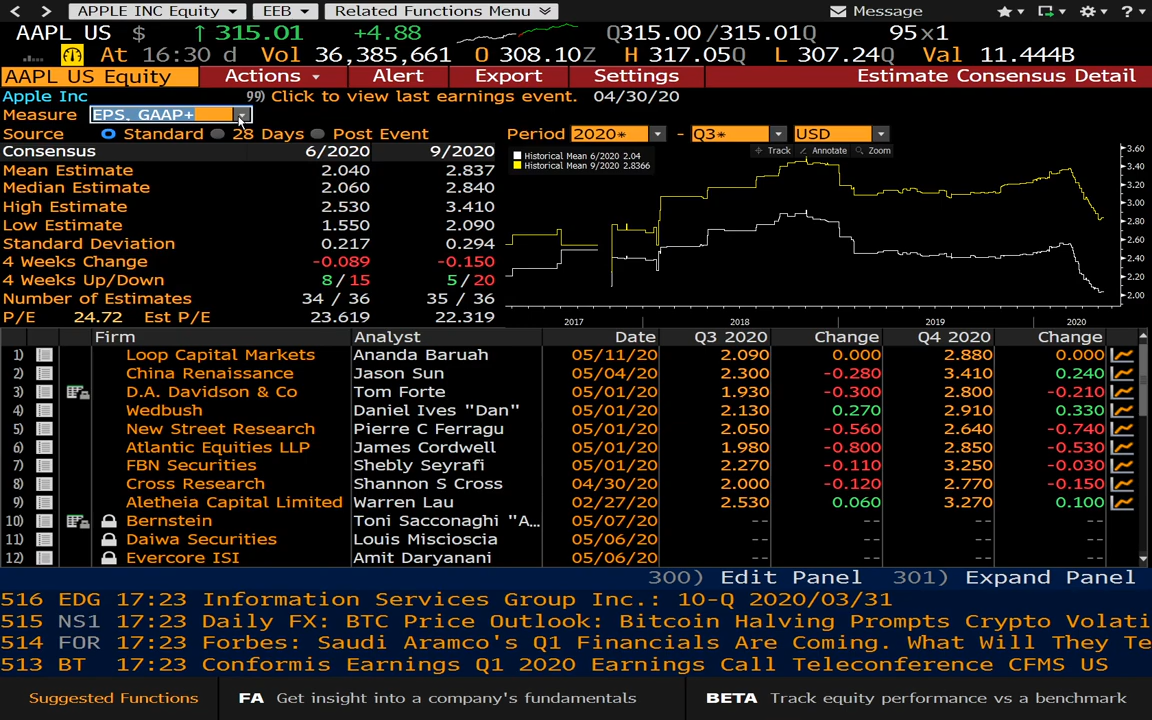 < > APPLE INC Equity EEB Related Functions Menu Message ?
AAPL US $ ↑ 315.01 +4.88 Q315.00 /315.01Q 95×1
At 16:30 d Vol 36,385,661 O 308.10Z H 317.05Q L 307.24Q Val 11.444B
AAPL US Equity Actions Alert Export Settings Estimate Consensus Detail
Apple Inc 99) Click to view last earnings event. 04/30/20
Measure EPS, GAAP+
Source Standard 28 Days Post Event Period 2020* - Q3* USD
Consensus 6/2020 9/2020
Mean Estimate 2.040 2.837
Median Estimate 2.060 2.840
High Estimate 2.530 3.410
Low Estimate 1.550 2.090
Standard Deviation 0.217 0.294
4 Weeks Change -0.089 -0.150
4 Weeks Up/Down 8/15 5/20
Number of Estimates 34 / 36 35 / 36
P/E 24.72 Est P/E 23.619 22.319
Track Annotate Zoom
Historical Mean 6/2020 2.04
Historical Mean 9/2020 2.8366
3.60
3.40
3.20
3.00
2.80
2.60
2.40
2.20
2.00
2017 2018 2019 2020
Firm Analyst Date Q3 2020 Change Q4 2020 Change
1) Loop Capital Markets Ananda Baruah 05/11/20 2.090 0.000 2.880 0.000
2) China Renaissance Jason Sun 05/04/20 2.300 -0.280 3.410 0.240
3) D.A. Davidson & Co Tom Forte 05/01/20 1.930 -0.300 2.800 -0.210
4) Wedbush Daniel Ives "Dan" 05/01/20 2.130 0.270 2.910 0.330
5) New Street Research Pierre C Ferragu 05/01/20 2.050 -0.560 2.640 -0.740
6) Atlantic Equities LLP James Cordwell 05/01/20 1.980 -0.800 2.850 -0.530
7) FBN Securities Shebly Seyrafi 05/01/20 2.270 -0.110 3.250 -0.030
8) Cross Research Shannon S Cross 04/30/20 2.000 -0.120 2.770 -0.150
9) Aletheia Capital Limited Warren Lau 02/27/20 2.530 0.060 3.270 0.100
10) Bernstein Toni Sacconaghi "A... 05/07/20 -- -- -- --
11) Daiwa Securities Louis Miscioscia 05/06/20 -- -- -- --
12) Evercore ISI Amit Daryanani 05/06/20 -- -- -- --
300) Edit Panel 301) Expand Panel
516 EDG 17:23 Information Services Group Inc.: 10-Q 2020/03/31
515 NS1 17:23 Daily FX: BTC Price Outlook: Bitcoin Halving Prompts Crypto Volati
514 FOR 17:23 Forbes: Saudi Aramco's Q1 Financials Are Coming. What Will They Te
513 BT 17:23 Conformis Earnings Q1 2020 Earnings Call Teleconference CFMS US
Suggested Functions FA Get insight into a company's fundamentals BETA Track equity performance vs a benchmark